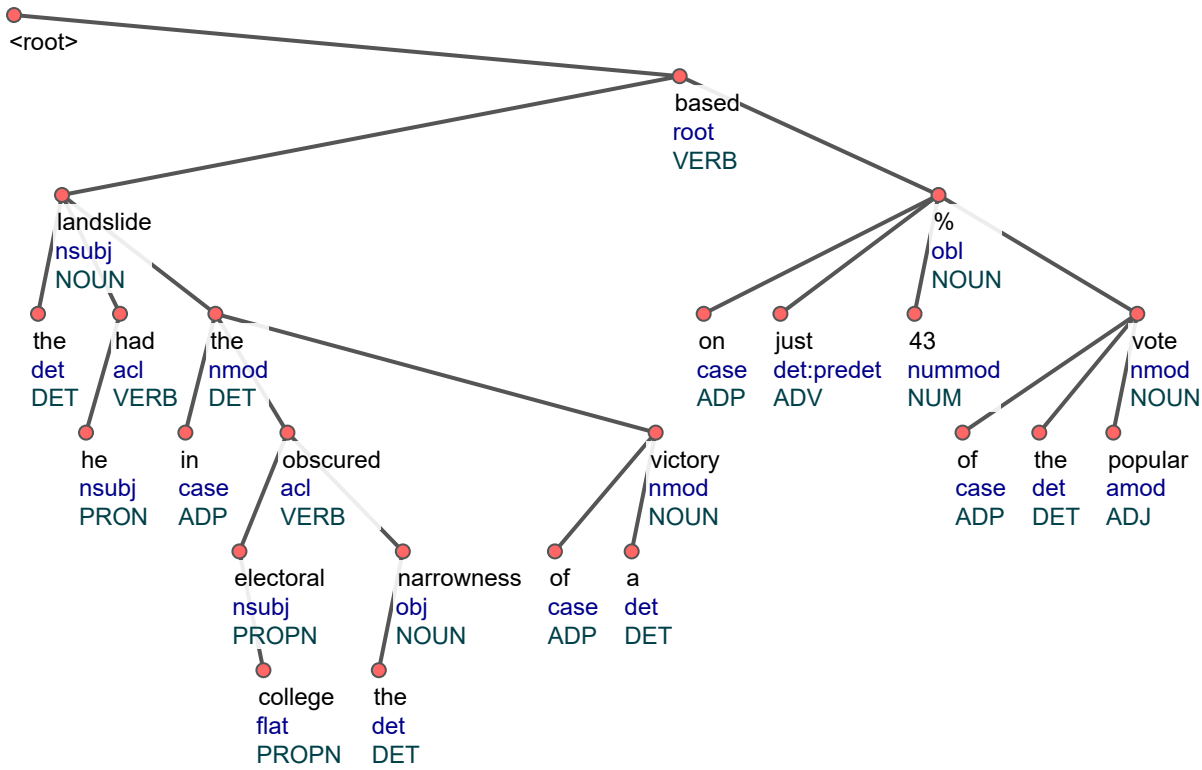 <root>
based
root
VERB
landslide
nsubj
NOUN
%
obl
NOUN
the
det
DET
had
acl
VERB
the
nmod
DET
on
case
ADP
just
det:predet
ADV
43
nummod
NUM
vote
nmod
NOUN
he
nsubj
PRON
in
case
ADP
obscured
acl
VERB
victory
nmod
NOUN
of
case
ADP
the
det
DET
popular
amod
ADJ
electoral
nsubj
PROPN
narrowness
obj
NOUN
of
case
ADP
a
det
DET
college
flat
PROPN
the
det
DET